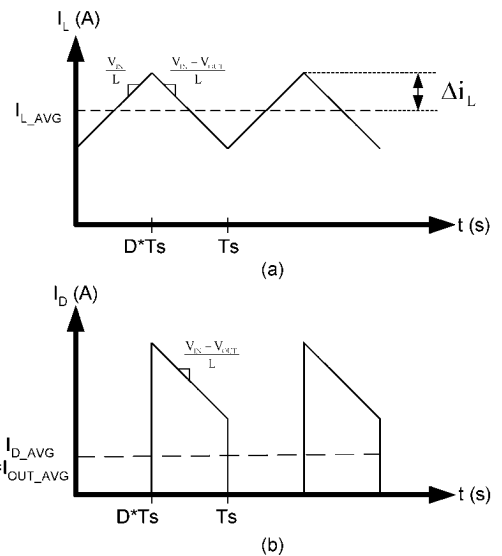 I_L (A)
V_IN / L
V_IN − V_OUT / L
I_L_AVG
Δi_L
D*Ts
Ts
t (s)
(a)
I_D (A)
V_IN − V_OUT / L
I_D_AVG
=I_OUT_AVG
D*Ts
Ts
t (s)
(b)